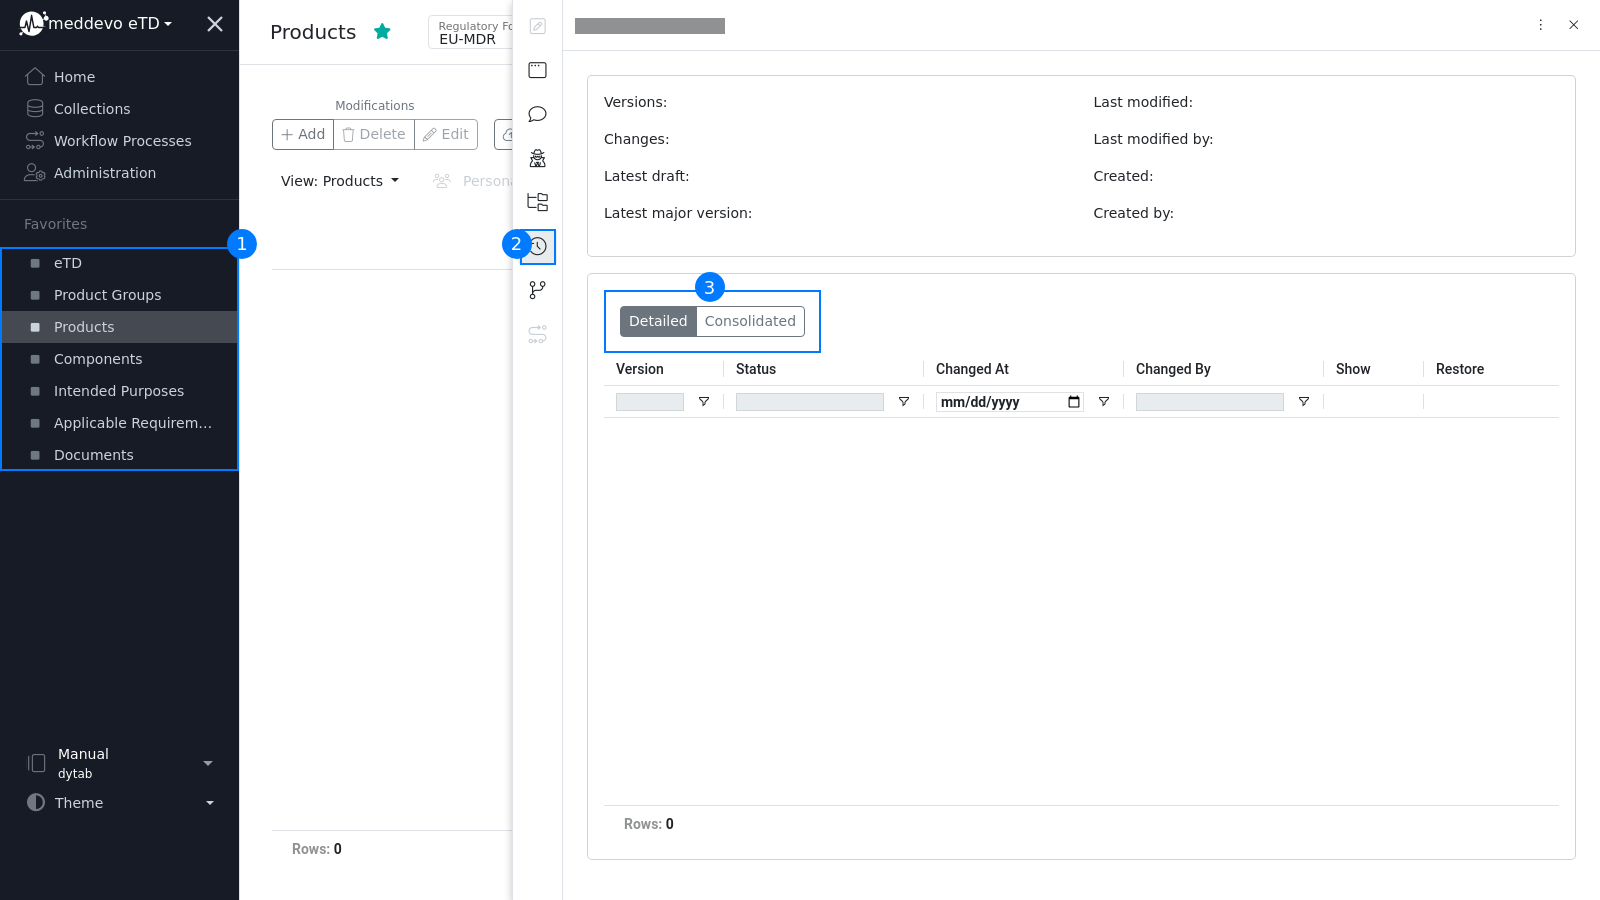 meddevo eTD
Home
Collections
Workflow Processes
Administration
Favorites
1
eTD
Product Groups
Products
Components
Intended Purposes
Applicable Requirem...
Documents
Manual
dytab
Theme
Products
Regulatory Fo
EU-MDR
Modifications
Add
Delete
Edit
View: Products
Persona
Rows: 0
2
Versions:
Changes:
Latest draft:
Latest major version:
Last modified:
Last modified by:
Created:
Created by:
3
Detailed
Consolidated
Version Status Changed At Changed By Show Restore
mm/dd/yyyy
Rows: 0